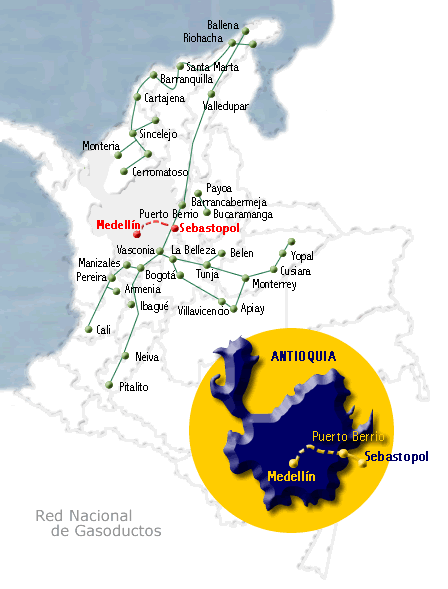 Ballena
Riohacha
Santa Marta
Barranquilla
Cartajena
Valledupar
Sincelejo
Monteria
Cerromatoso
Payoa
Barrancabermeja
Puerto Berrio
Bucaramanga
Medellín
Sebastopol
Vasconia
La Belleza
Belen
Yopal
Manizales
Bogotá
Tunja
Cusiara
Pereira
Monterrey
Armenia
Ibagué
Villavicencio
Apiay
Cali
Neiva
Pitalito
ANTIOQUIA
Puerto Berrio
Sebastopol
Medellín
Red Nacional
de Gasoductos